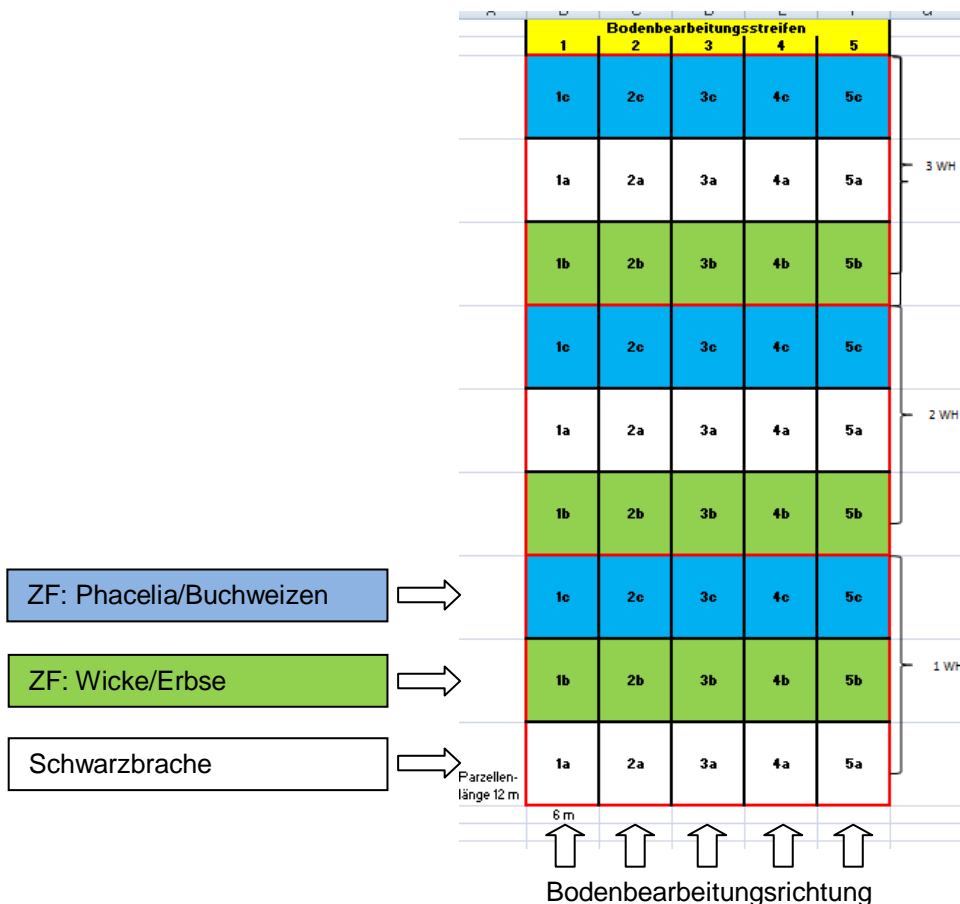 Bodenbearbeitungsstreifen
1 2 3 4 5
1c 2c 3c 4c 5c
1a 2a 3a 4a 5a
3 WH
1b 2b 3b 4b 5b
1c 2c 3c 4c 5c
1a 2a 3a 4a 5a
2 WH
1b 2b 3b 4b 5b
ZF: Phacelia/Buchweizen
1c 2c 3c 4c 5c
ZF: Wicke/Erbse
1b 2b 3b 4b 5b
1 WH
Schwarzbrache
1a 2a 3a 4a 5a
Parzellen-
länge 12 m
6 m
Bodenbearbeitungsrichtung